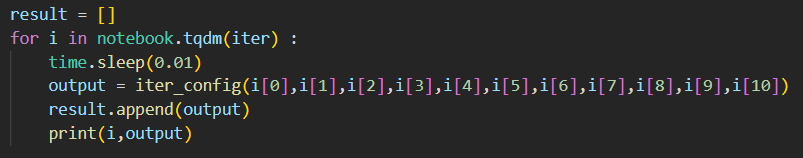 result = []
for i in notebook.tqdm(iter) :
    time.sleep(0.01)
    output = iter_config(i[0],i[1],i[2],i[3],i[4],i[5],i[6],i[7],i[8],i[9],i[10])
    result.append(output)
    print(i,output)